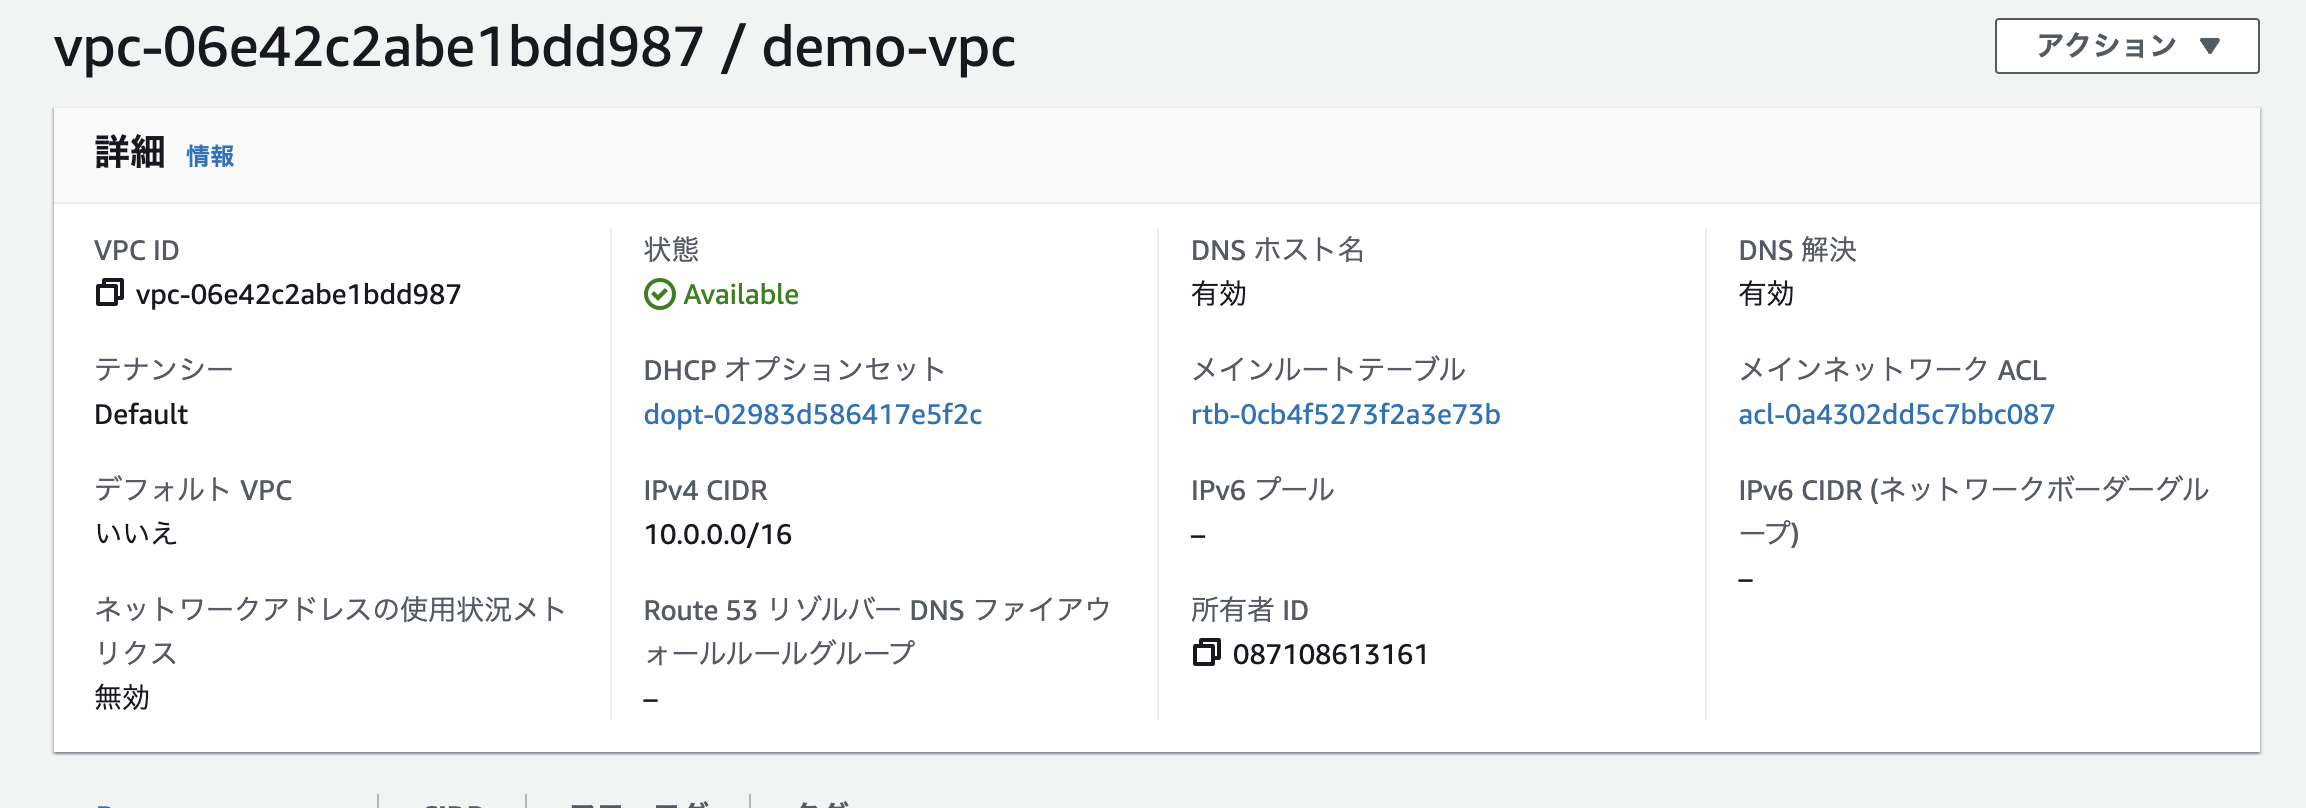 vpc-06e42c2abe1bdd987 / demo-vpc
アクション ▼
詳細 情報
VPC ID
vpc-06e42c2abe1bdd987
状態
Available
DNS ホスト名
有効
DNS 解決
有効
テナンシー
Default
DHCP オプションセット
dopt-02983d586417e5f2c
メインルートテーブル
rtb-0cb4f5273f2a3e73b
メインネットワーク ACL
acl-0a4302dd5c7bbc087
デフォルト VPC
いいえ
IPv4 CIDR
10.0.0.0/16
IPv6 プール
–
IPv6 CIDR (ネットワークボーダーグル
ープ)
–
ネットワークアドレスの使用状況メト
リクス
無効
Route 53 リゾルバー DNS ファイアウ
ォールルールグループ
–
所有者 ID
087108613161